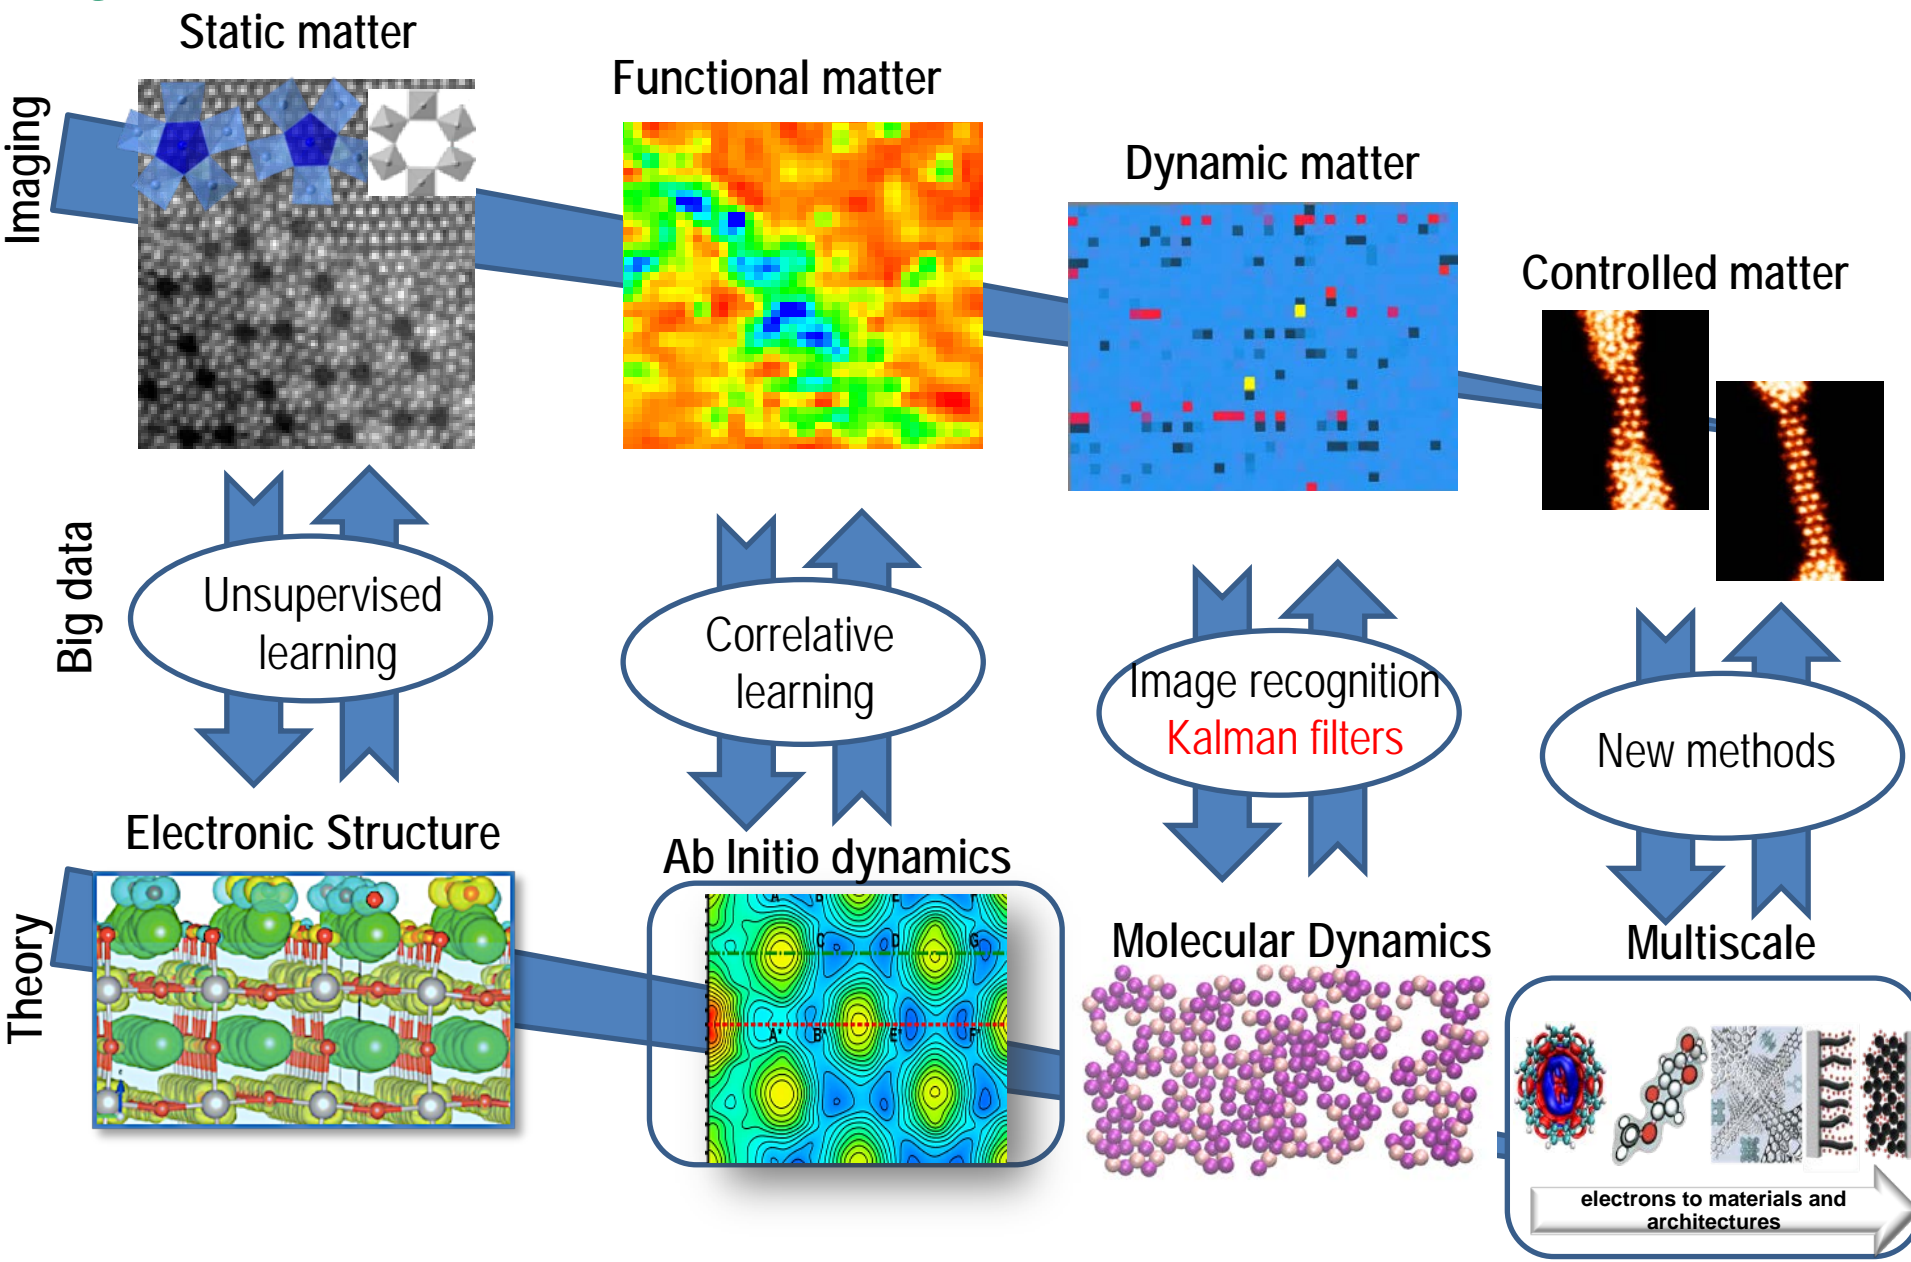 Static matter
Functional matter
Dynamic matter
Controlled matter
Imaging
Big data
Unsupervised
learning
Correlative
learning
Image recognition
Kalman filters
New methods
Theory
Electronic Structure
Ab Initio dynamics
Molecular Dynamics
Multiscale
A B E F
C D G
A' B' E' F'
electrons to materials and
architectures